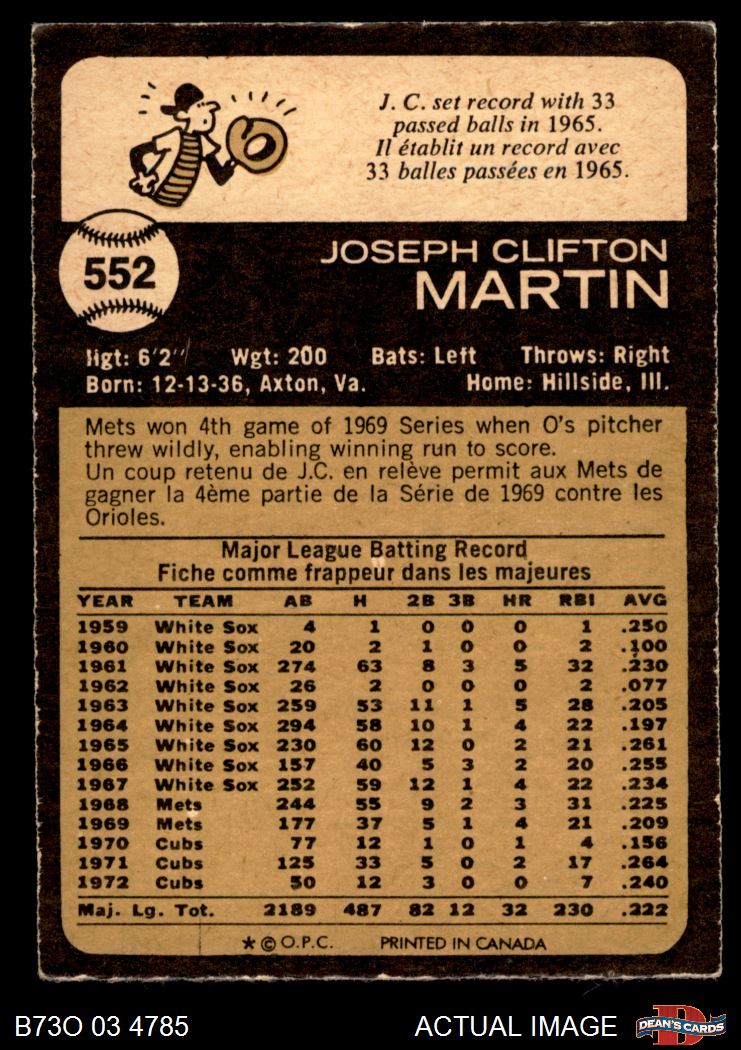 J. C. set record with 33
passed balls in 1965.
Il établit un record avec
33 balles passées en 1965.
552
JOSEPH CLIFTON
MARTIN
Hgt: 6'2" Wgt: 200 Bats: Left Throws: Right
Born: 12-13-36, Axton, Va. Home: Hillside, Ill.
Mets won 4th game of 1969 Series when O's pitcher
threw wildly, enabling winning run to score.
Un coup retenu de J.C. en relève permit aux Mets de
gagner la 4ème partie de la Série de 1969 contre les
Orioles.
Major League Batting Record
Fiche comme frappeur dans les majeures
YEAR TEAM AB H 2B 3B HR RBI AVG
1959 White Sox 4 1 0 0 0 1 .250
1960 White Sox 20 2 1 0 0 2 .100
1961 White Sox 274 63 8 3 5 32 .230
1962 White Sox 26 2 0 0 0 2 .077
1963 White Sox 259 53 11 1 5 28 .205
1964 White Sox 294 58 10 1 4 22 .197
1965 White Sox 230 60 12 0 2 21 .261
1966 White Sox 157 40 5 3 2 20 .255
1967 White Sox 252 59 12 1 4 22 .234
1968 Mets 244 55 9 2 3 31 .225
1969 Mets 177 37 5 1 4 21 .209
1970 Cubs 77 12 1 0 1 4 .156
1971 Cubs 125 33 5 0 2 17 .264
1972 Cubs 50 12 3 0 0 7 .240
Maj. Lg. Tot. 2189 487 82 12 32 230 .222
* © O.P.C. PRINTED IN CANADA
B73O 03 4785 ACTUAL IMAGE D DEAN'S CARDS